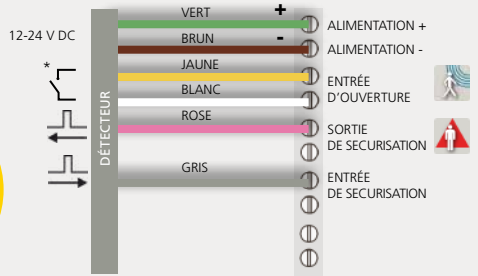 VERT +
ALIMENTATION +
12-24 V DC
BRUN -
ALIMENTATION -
JAUNE
*
ENTRÉE
D'OUVERTURE
BLANC
ROSE
SORTIE
DE SECURISATION
DÉTECTEUR
GRIS
ENTRÉE
DE SECURISATION